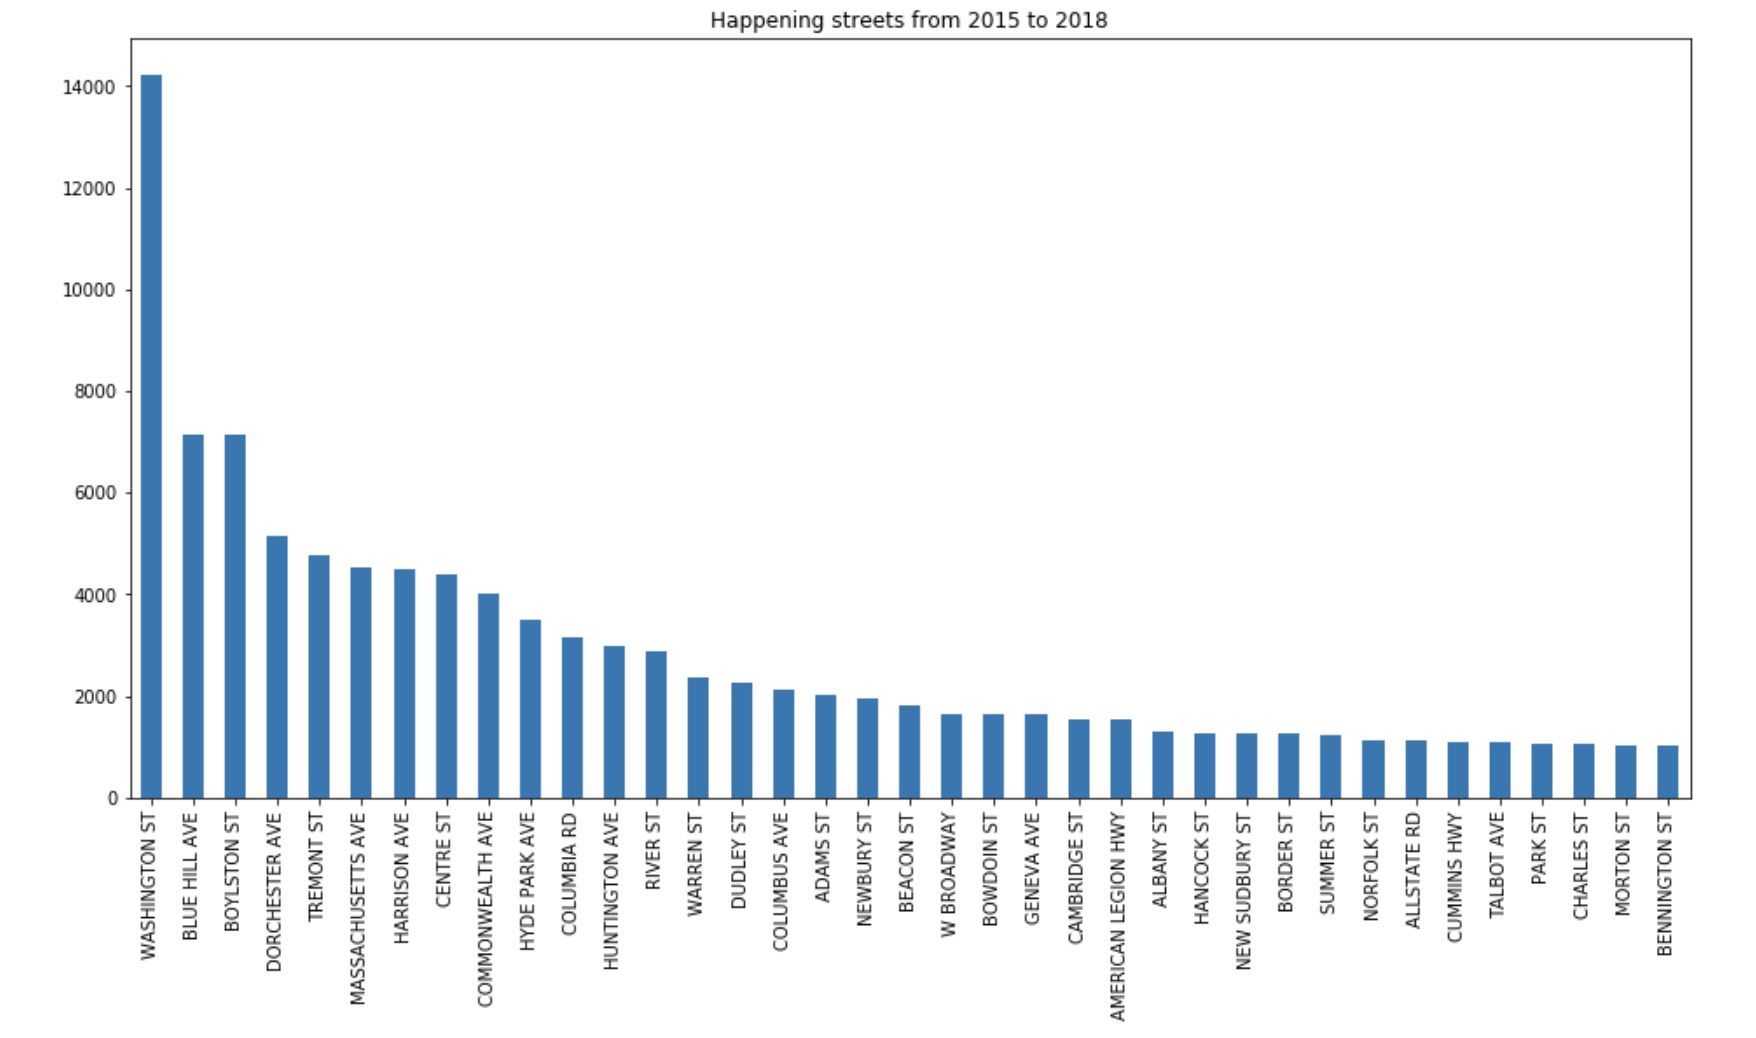 Happening streets from 2015 to 2018
14000
12000
10000
8000
6000
4000
2000
0
WASHINGTON ST
BLUE HILL AVE
BOYLSTON ST
DORCHESTER AVE
TREMONT ST
MASSACHUSETTS AVE
HARRISON AVE
CENTRE ST
COMMONWEALTH AVE
HYDE PARK AVE
COLUMBIA RD
HUNTINGTON AVE
RIVER ST
WARREN ST
DUDLEY ST
COLUMBUS AVE
ADAMS ST
NEWBURY ST
BEACON ST
W BROADWAY
BOWDOIN ST
GENEVA AVE
CAMBRIDGE ST
AMERICAN LEGION HWY
ALBANY ST
HANCOCK ST
NEW SUDBURY ST
BORDER ST
SUMMER ST
NORFOLK ST
ALLSTATE RD
CUMMINS HWY
TALBOT AVE
PARK ST
CHARLES ST
MORTON ST
BENNINGTON ST